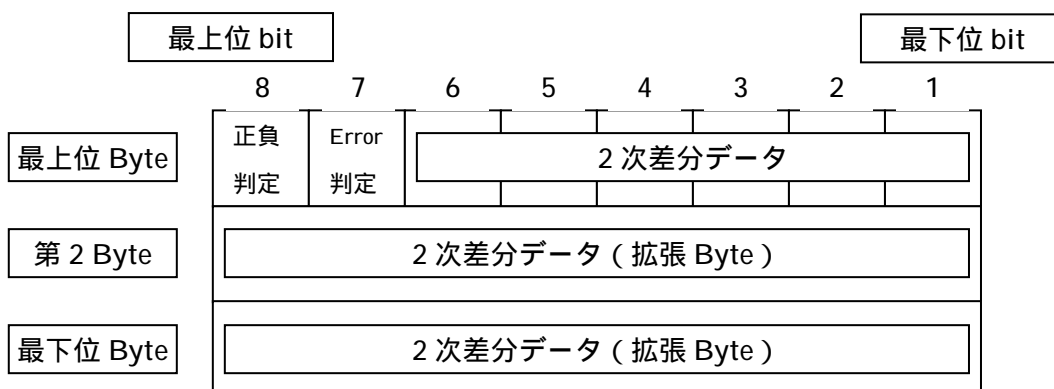 最上位 bit 最下位 bit
8 7 6 5 4 3 2 1
最上位 Byte 正負 判定 Error 判定 2 次差分データ
第 2 Byte 2 次差分データ ( 拡張 Byte )
最下位 Byte 2 次差分データ ( 拡張 Byte )